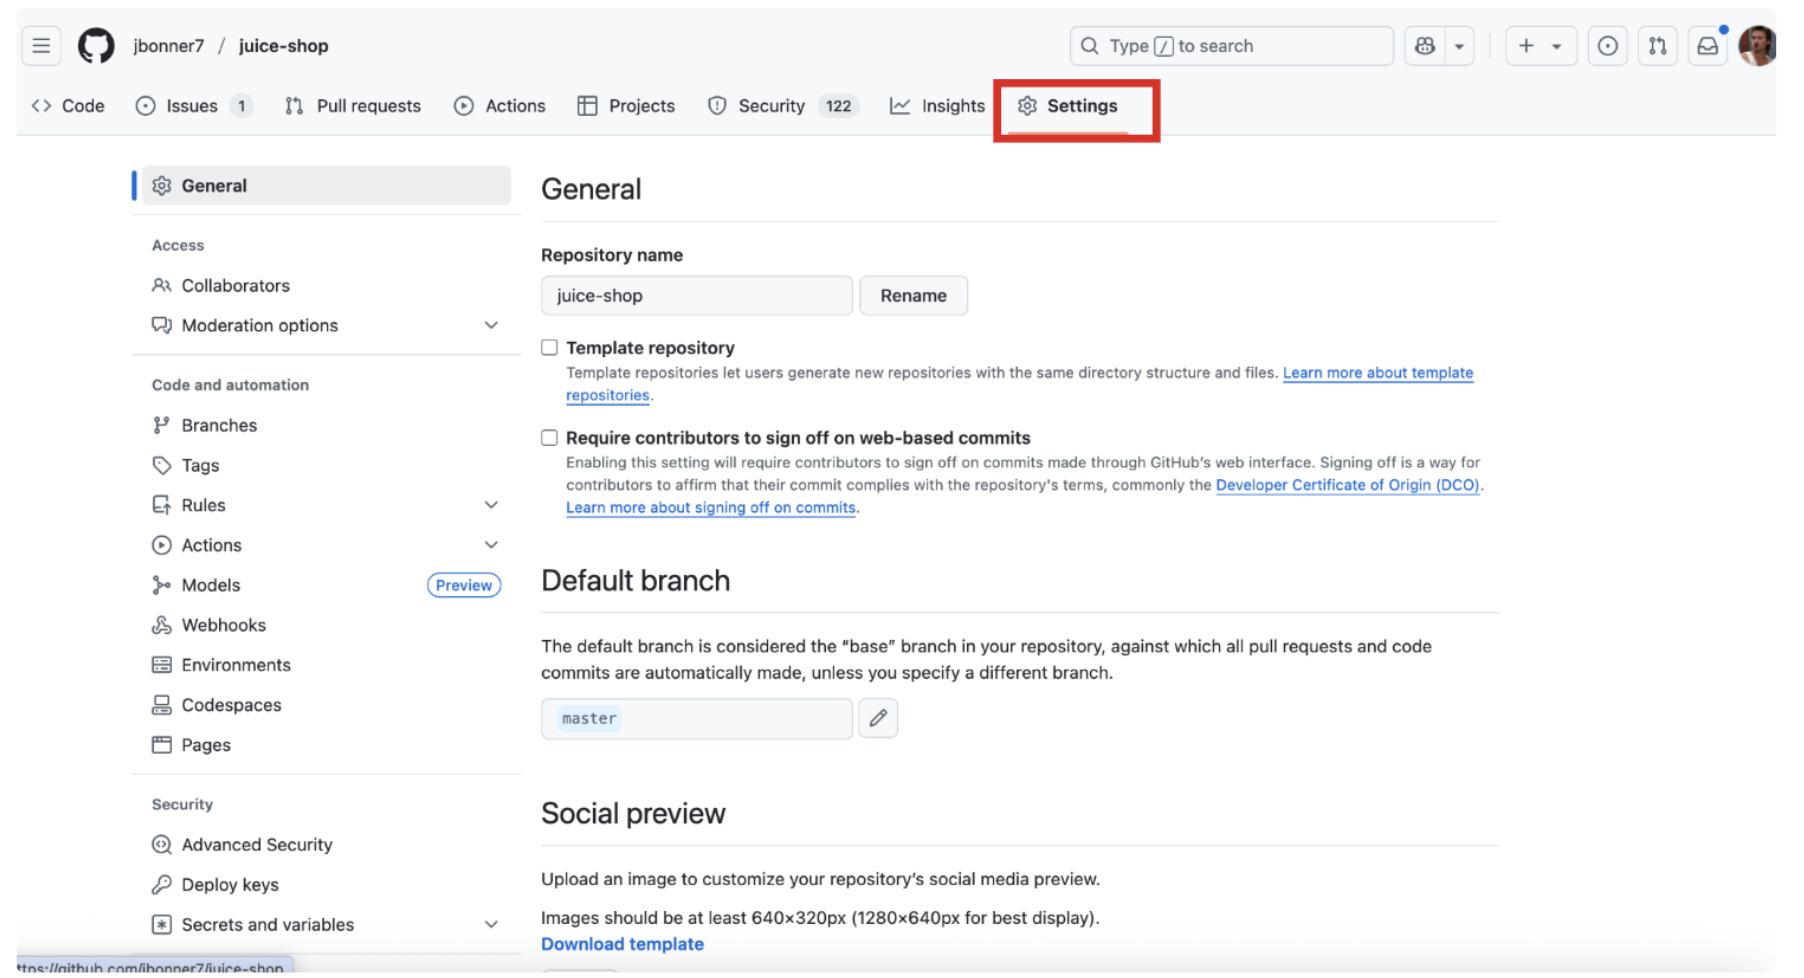 jbonner7 / juice-shop
Type / to search
Code
Issues 1
Pull requests
Actions
Projects
Security 122
Insights
Settings
General
Access
Collaborators
Moderation options
Code and automation
Branches
Tags
Rules
Actions
Models Preview
Webhooks
Environments
Codespaces
Pages
Security
Advanced Security
Deploy keys
Secrets and variables
General
Repository name
juice-shop Rename
Template repository
Template repositories let users generate new repositories with the same directory structure and files. Learn more about template
repositories.
Require contributors to sign off on web-based commits
Enabling this setting will require contributors to sign off on commits made through GitHub's web interface. Signing off is a way for
contributors to affirm that their commit complies with the repository's terms, commonly the Developer Certificate of Origin (DCO).
Learn more about signing off on commits.
Default branch
The default branch is considered the “base” branch in your repository, against which all pull requests and code
commits are automatically made, unless you specify a different branch.
master
Social preview
Upload an image to customize your repository’s social media preview.
Images should be at least 640×320px (1280×640px for best display).
Download template
ttps://github.com/jbonner7/juice-shop